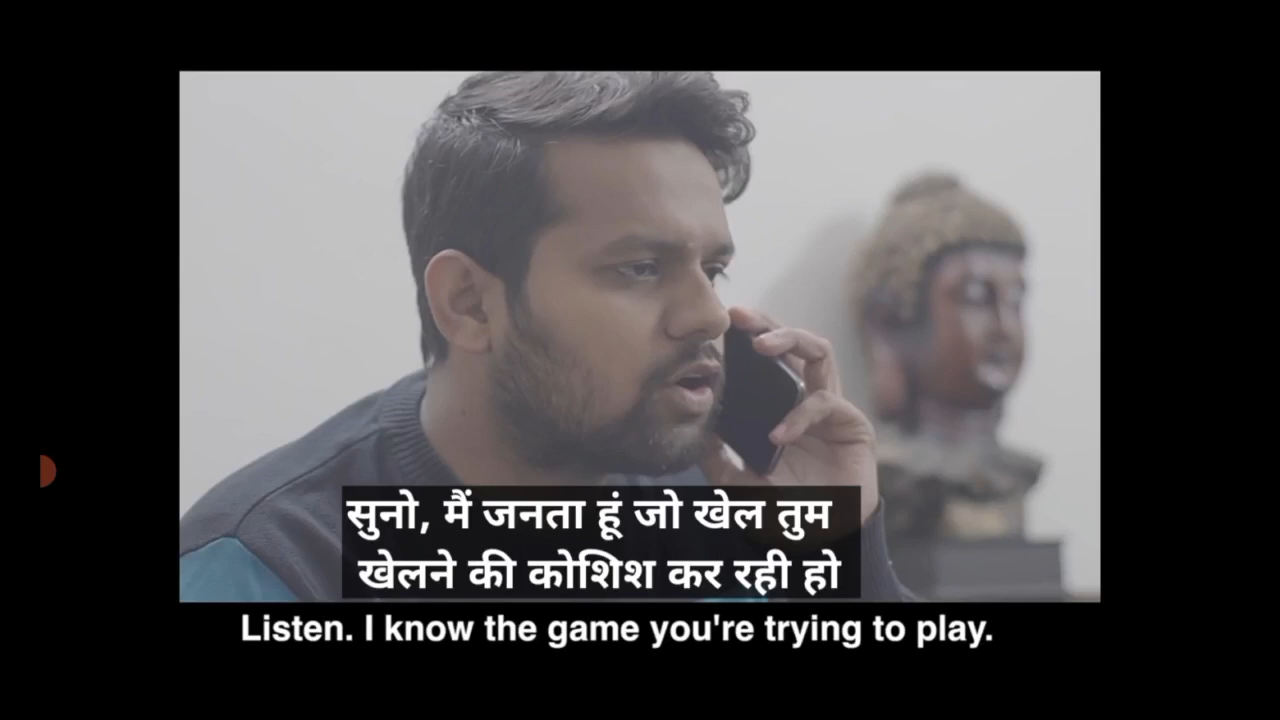 सुनो, मैं जनता हूं जो खेल तुम
खेलने की कोशिश कर रही हो
Listen. I know the game you're trying to play.